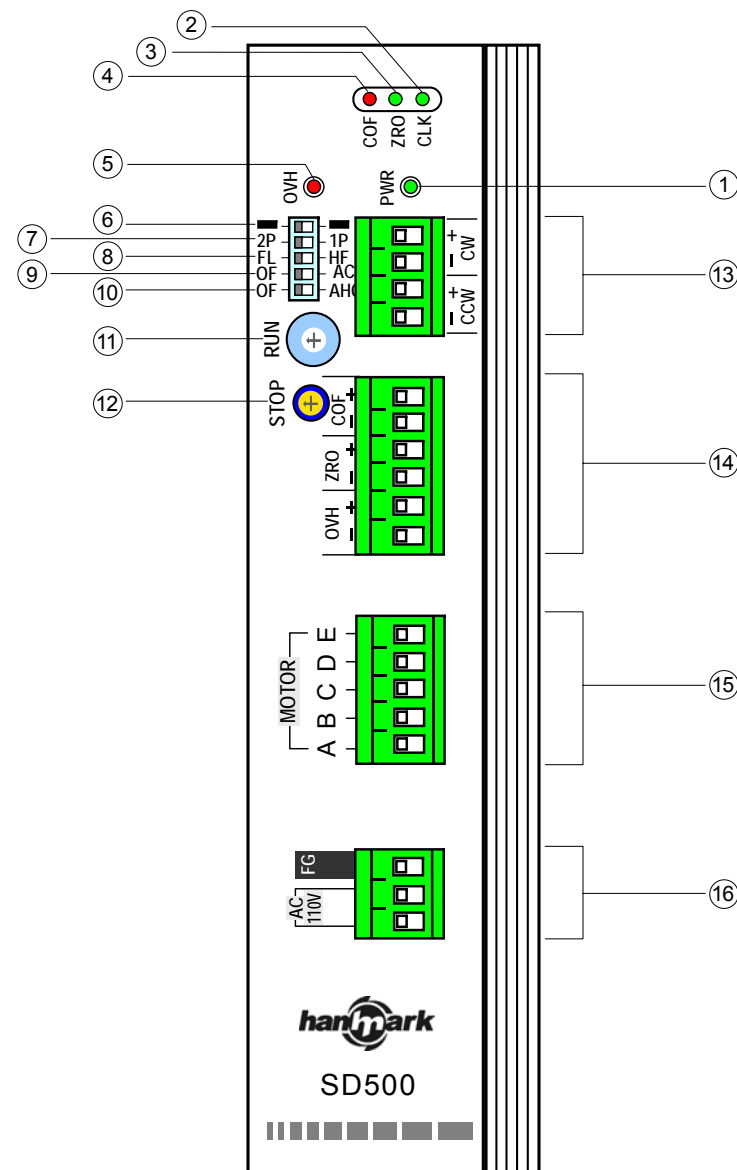 2
3
4
COF ZRO CLK
5
OVH
PWR
1
6
7
2P 1P
8
FL HF
9
OF AC
10
OF AHO
+
CW
−
+
CCW
−
13
11
RUN
12
STOP
+
COF
−
+
ZRO
−
+
OVH
−
14
MOTOR
E
D
C
B
A
15
FG
AC
110V
16
hanmark
SD500